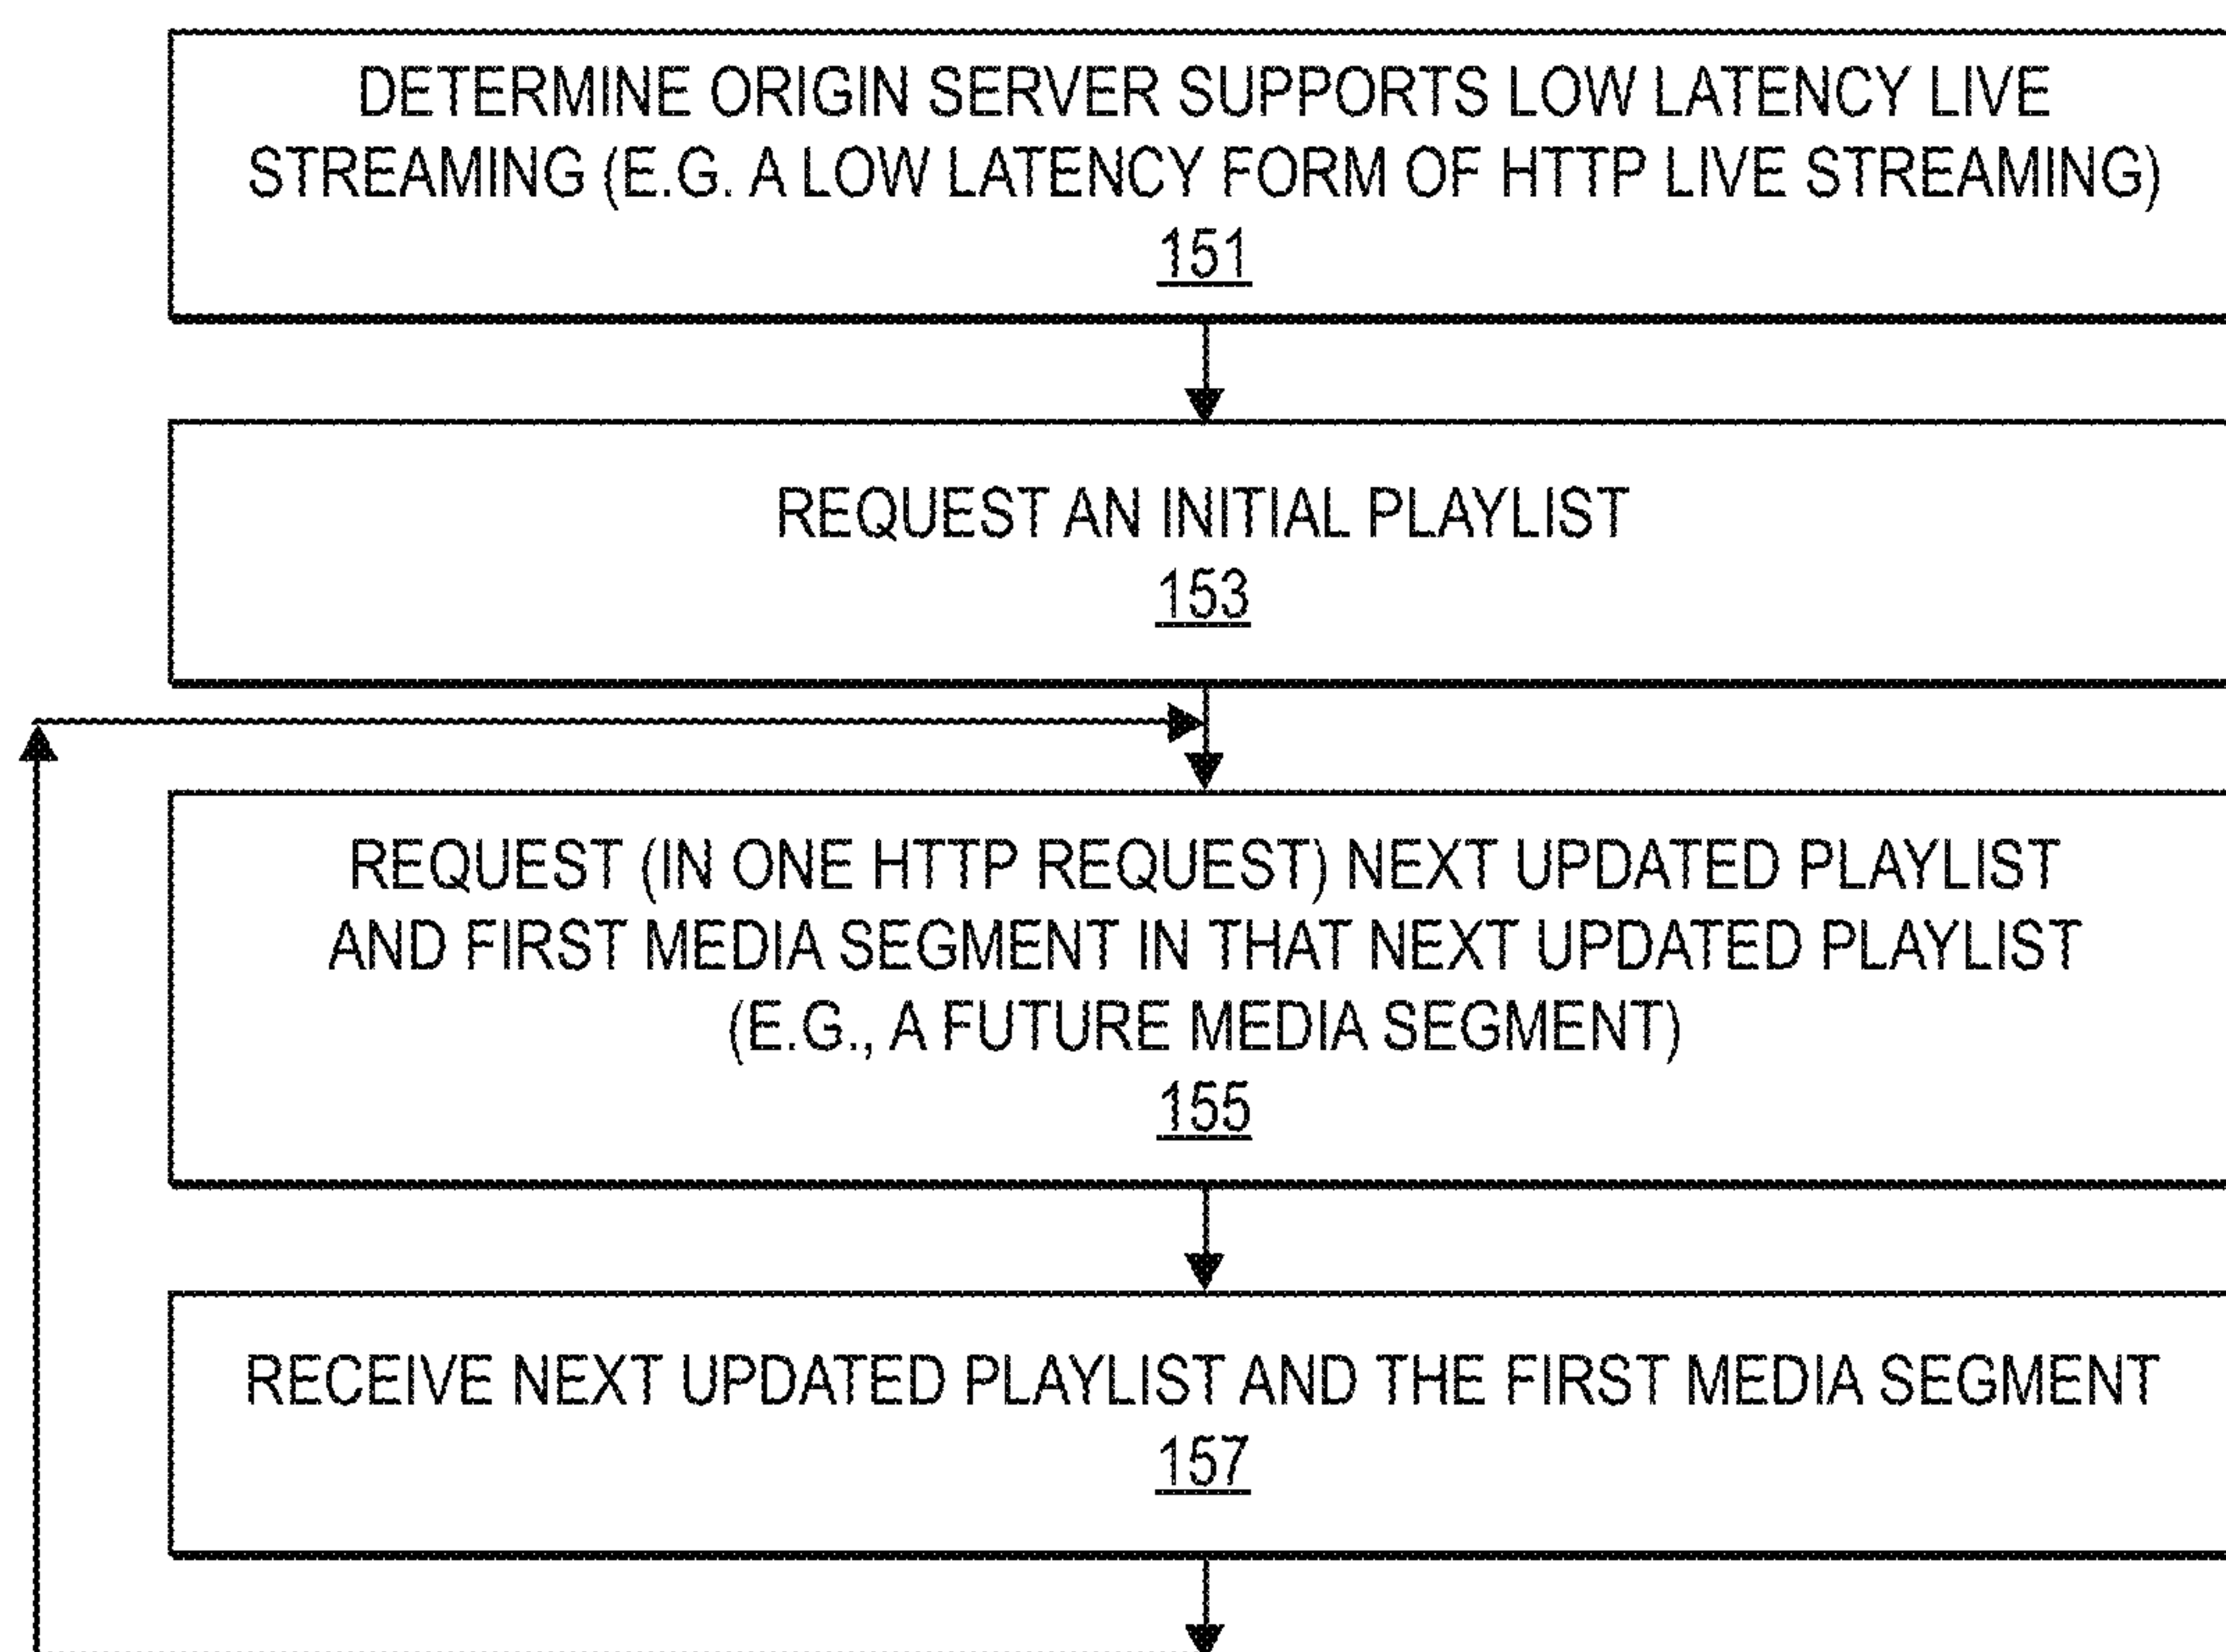 DETERMINE ORIGIN SERVER SUPPORTS LOW LATENCY LIVE
STREAMING (E.G. A LOW LATENCY FORM OF HTTP LIVE STREAMING)
151
REQUEST AN INITIAL PLAYLIST
153
REQUEST (IN ONE HTTP REQUEST) NEXT UPDATED PLAYLIST
AND FIRST MEDIA SEGMENT IN THAT NEXT UPDATED PLAYLIST
(E.G., A FUTURE MEDIA SEGMENT)
155
RECEIVE NEXT UPDATED PLAYLIST AND THE FIRST MEDIA SEGMENT
157